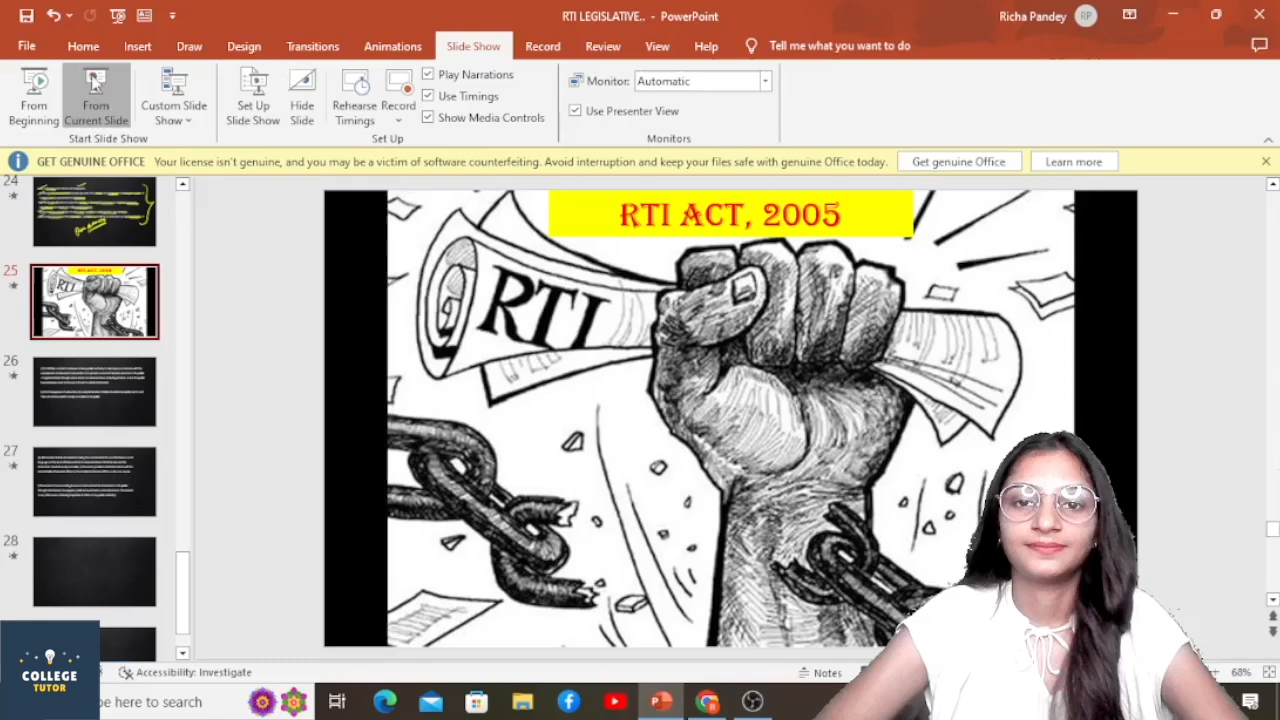 RTI LEGISLATIVE.. - PowerPoint
Richa Pandey RP
File Home Insert Draw Design Transitions Animations Slide Show Record Review View Help Tell me what you want to do
From Beginning
From Current Slide
Custom Slide Show
Set Up Slide Show
Hide Slide
Rehearse Timings
Record
Play Narrations
Use Timings
Show Media Controls
Monitor: Automatic
Use Presenter View
Start Slide Show
Set Up
Monitors
GET GENUINE OFFICE Your license isn't genuine, and you may be a victim of software counterfeiting. Avoid interruption and keep your files safe with genuine Office today. Get genuine Office Learn more
24
25
26
27
28
RTI ACT, 2005
RTI
COLLEGE
TUTOR
Accessibility: Investigate
Notes
68%
pe here to search